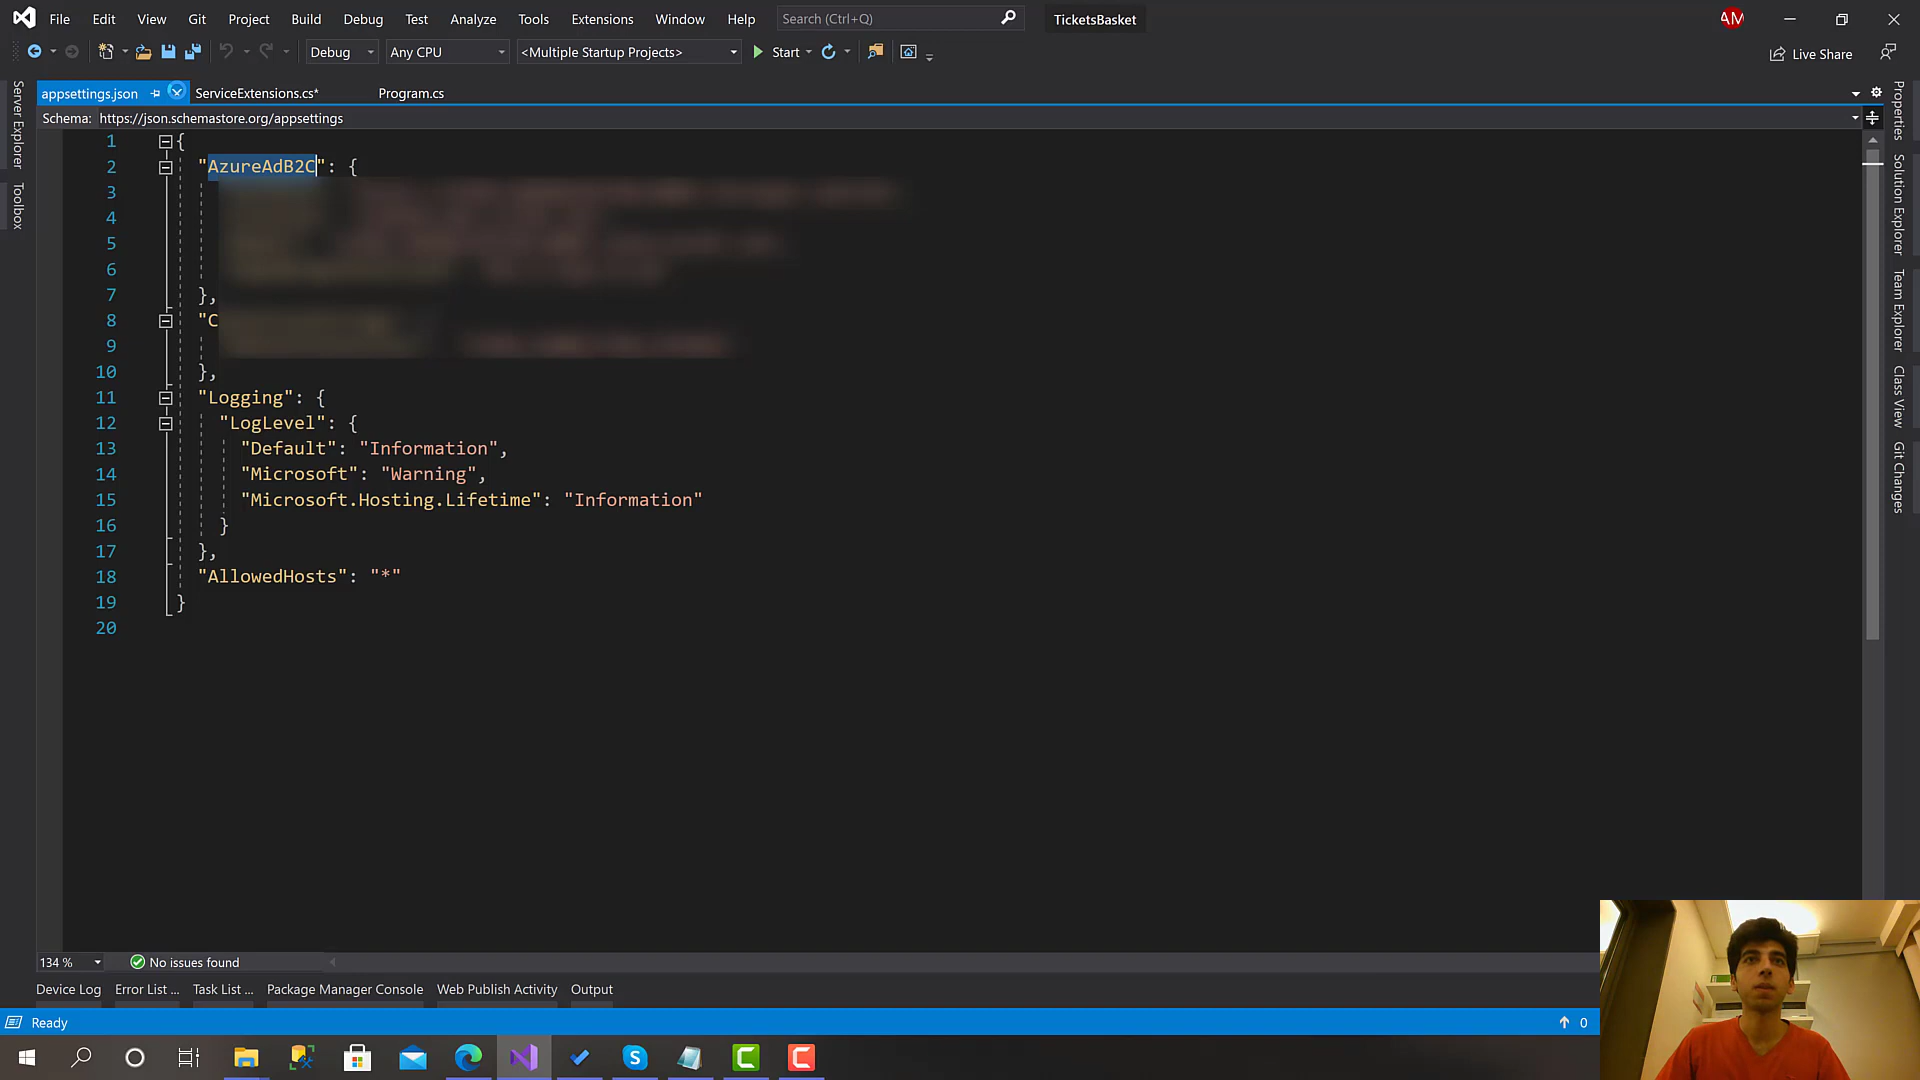 File Edit View Git Project Build Debug Test Analyze Tools Extensions Window Help Search (Ctrl+Q) TicketsBasket AM
Debug Any CPU <Multiple Startup Projects> Start Live Share
appsettings.json ServiceExtensions.cs* Program.cs
Schema: https://json.schemastore.org/appsettings
1 {
2 "AzureAdB2C": {
3
4
5
6
7 },
8 "C
9
10 },
11 "Logging": {
12 "LogLevel": {
13 "Default": "Information",
14 "Microsoft": "Warning",
15 "Microsoft.Hosting.Lifetime": "Information"
16 }
17 },
18 "AllowedHosts": "*"
19 }
20
Server Explorer
Toolbox
Properties
Solution Explorer
Team Explorer
Class View
Git Changes
134 % No issues found
Device Log Error List ... Task List ... Package Manager Console Web Publish Activity Output
Ready 0